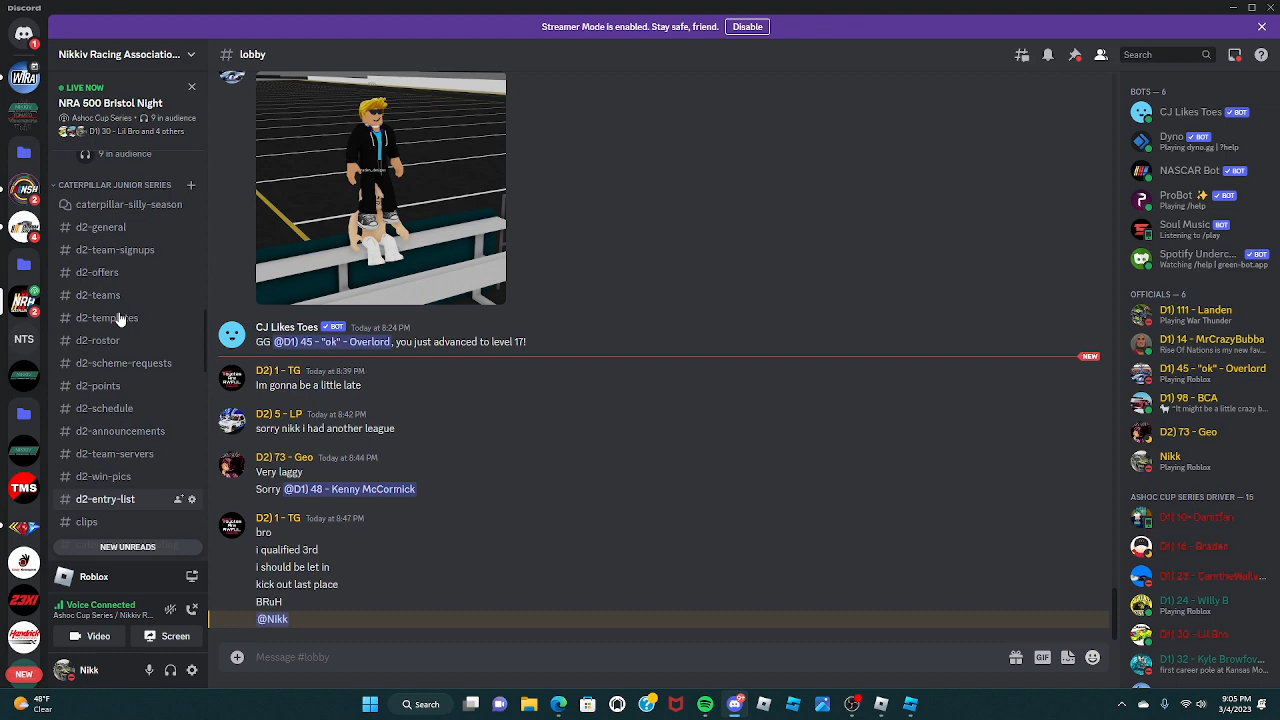 Discord
Streamer Mode is enabled. Stay safe, friend. Disable
Nikkiv Racing Associatio...
# lobby
Search
LIVE NOW
NRA 500 Bristol Night
Ashoc Cup Series • 9 in audience
D1) 12 - Lafi and 4 others
9 in audience
CATERPILLAR JUNIOR SERIES
caterpillar-silly-season
d2-general
d2-team-signups
d2-offers
d2-teams
d2-templates
d2-rostor
d2-scheme-requests
d2-points
d2-schedule
d2-announcements
d2-team-servers
d2-win-pics
d2-entry-list
clips
NEW UNREADS
Roblox
Voice Connected
Ashoc Cup Series / Nikkiv R...
Video
Screen
Nikk
1
2
4
2
NTS
TMS
23XI
Hendrick
NEW
CJ Likes Toes BOT Today at 8:24 PM
GG @D1) 45 - "ok" - Overlord, you just advanced to level 17!
NEW
D2) 1 - TG Today at 8:39 PM
Im gonna be a little late
D2) 5 - LP Today at 8:42 PM
sorry nikk i had another league
D2) 73 - Geo Today at 8:44 PM
Very laggy
Sorry @D1) 48 - Kenny McCormick
D2) 1 - TG Today at 8:47 PM
bro
i qualified 3rd
i should be let in
kick out last place
BRuH
@Nikk
Message #lobby
GIF
BOTS — 6
CJ Likes Toes BOT
Dyno BOT
Playing dyno.gg | ?help
NASCAR Bot BOT
ProBot BOT
Playing /help
Soul Music BOT
Listening to /play
Spotify Underc... BOT
Watching /help | green-bot.app
OFFICIALS — 6
D1) 111 - Landen
Playing War Thunder
D1) 14 - MrCrazyBubba
Rise Of Nations is my new fav...
D1) 45 - "ok" - Overlord
Playing Roblox
D1) 98 - BCA
"It might be a little crazy b...
D2) 73 - Geo
Nikk
Playing Roblox
ASHOC CUP SERIES DRIVER — 15
D1) 16 - Braden
D1) 24 - Willy B
Playing Roblox
D1) 32 - Kyle Browfov...
first career pole at Kansas Mo...
48°F
Clear
Search
9:05 PM
3/4/2023